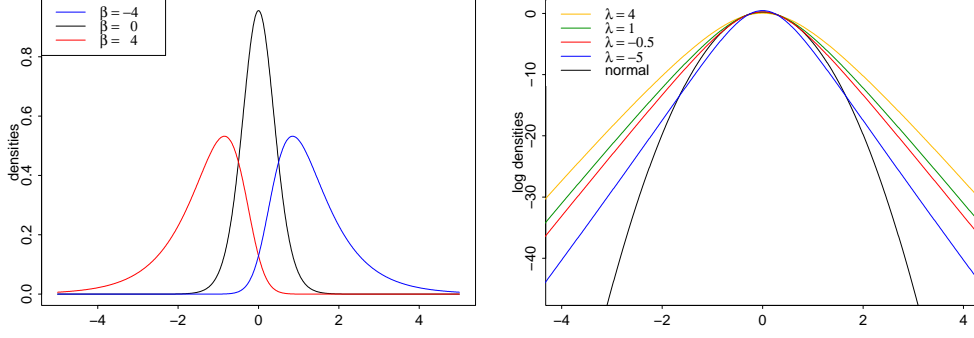 β = −4
β = 0
β = 4
densities
0.0 0.2 0.4 0.6 0.8
−4 −2 0 2 4
λ = 4
λ = 1
λ = −0.5
λ = −5
normal
log densities
0 −10 −20 −30 −40
−4 −2 0 2 4